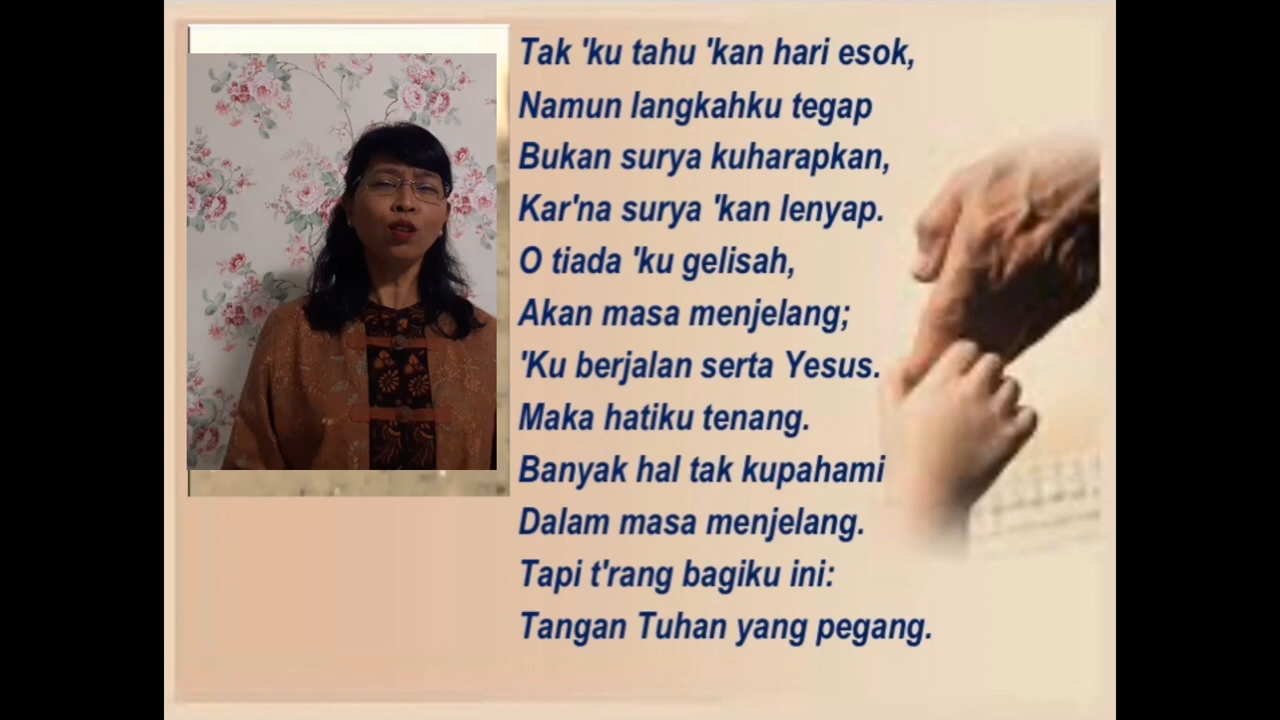 Tak 'ku tahu 'kan hari esok,
Namun langkahku tegap
Bukan surya kuharapkan,
Kar'na surya 'kan lenyap.
O tiada 'ku gelisah,
Akan masa menjelang;
'Ku berjalan serta Yesus.
Maka hatiku tenang.
Banyak hal tak kupahami
Dalam masa menjelang.
Tapi t'rang bagiku ini:
Tangan Tuhan yang pegang.